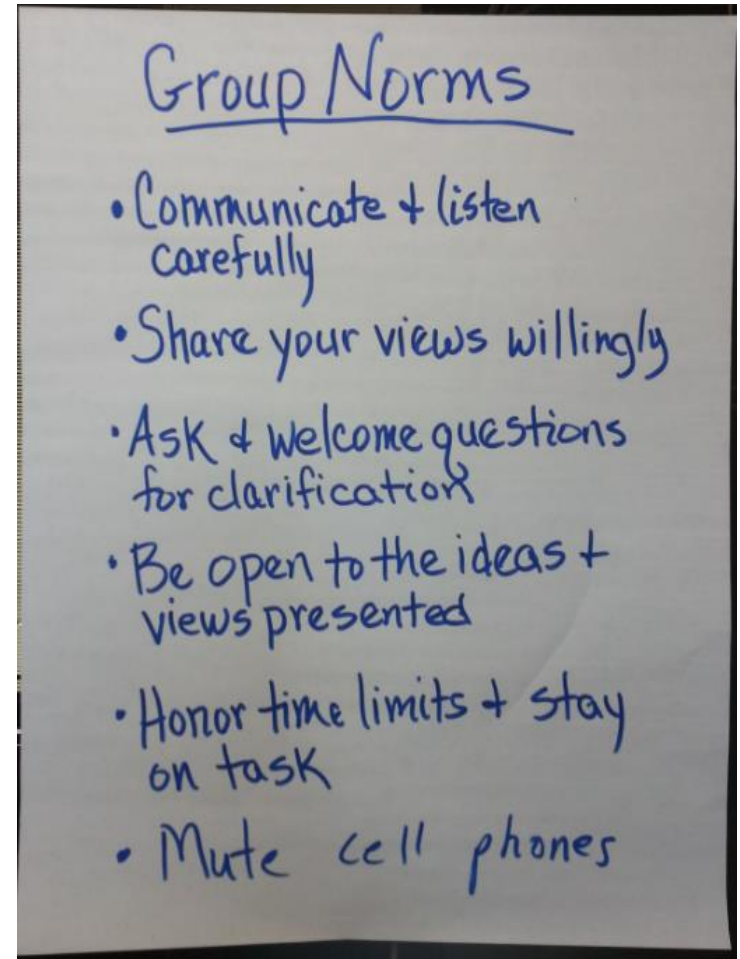 Group Norms
• Communicate + listen
carefully
• Share your views willingly
• Ask & welcome questions
for clarification
• Be open to the ideas +
views presented
• Honor time limits + stay
on task
• Mute cell phones